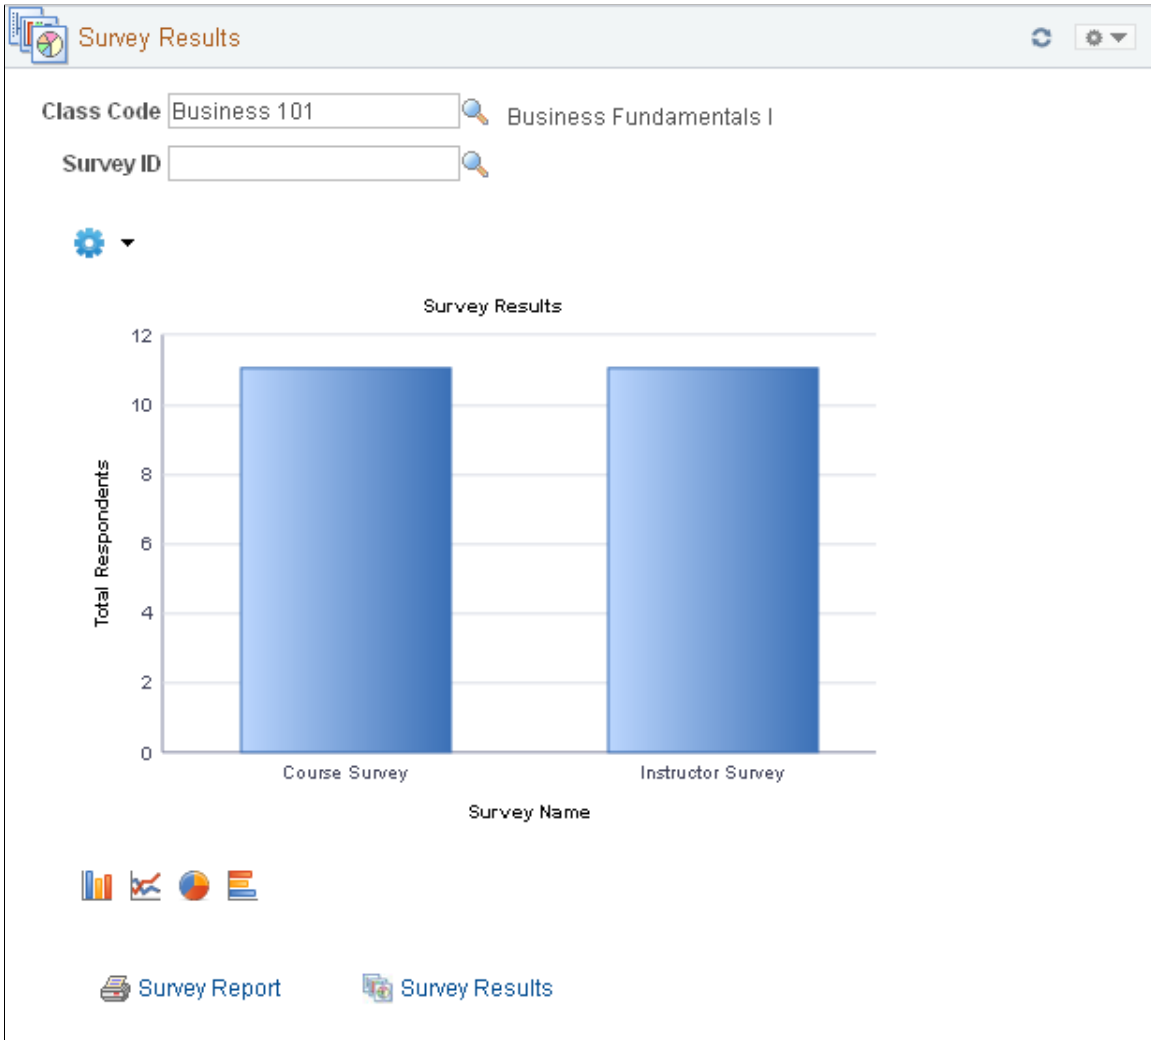 Survey Results
Class Code Business 101 Business Fundamentals I
Survey ID
Survey Results
12
10
8
6
4
2
0
Total Respondents
Course Survey Instructor Survey
Survey Name
Survey Report Survey Results